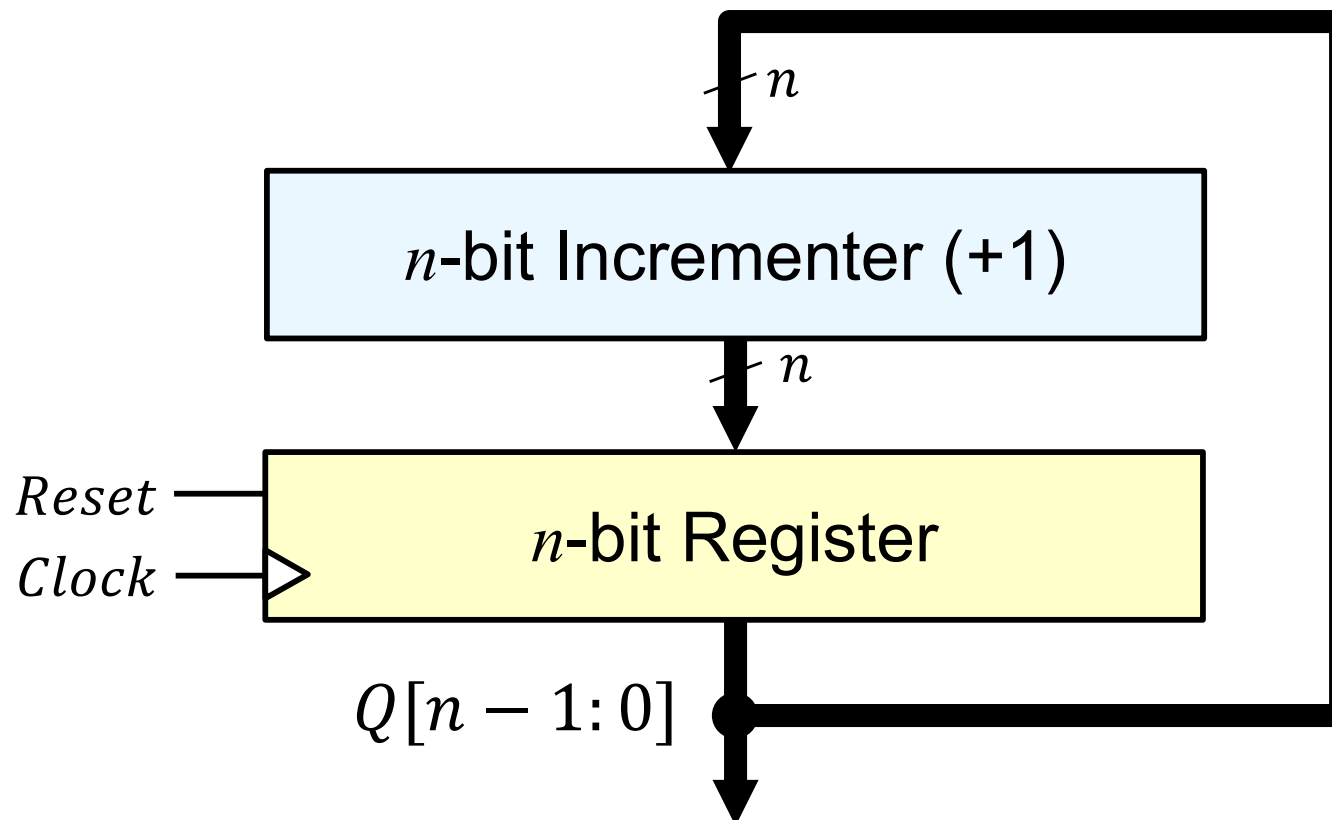 n
n-bit Incrementer (+1)
n
Reset
n-bit Register
Clock
Q[n − 1: 0]